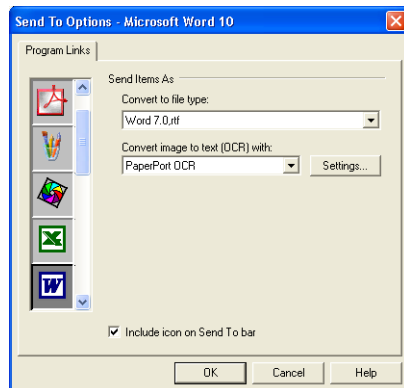 Send To Options - Microsoft Word 10
Program Links
Send Items As
Convert to file type:
Word 7.0,rtf
Convert image to text (OCR) with:
PaperPort OCR
Settings...
Include icon on Send To bar
OK
Cancel
Help